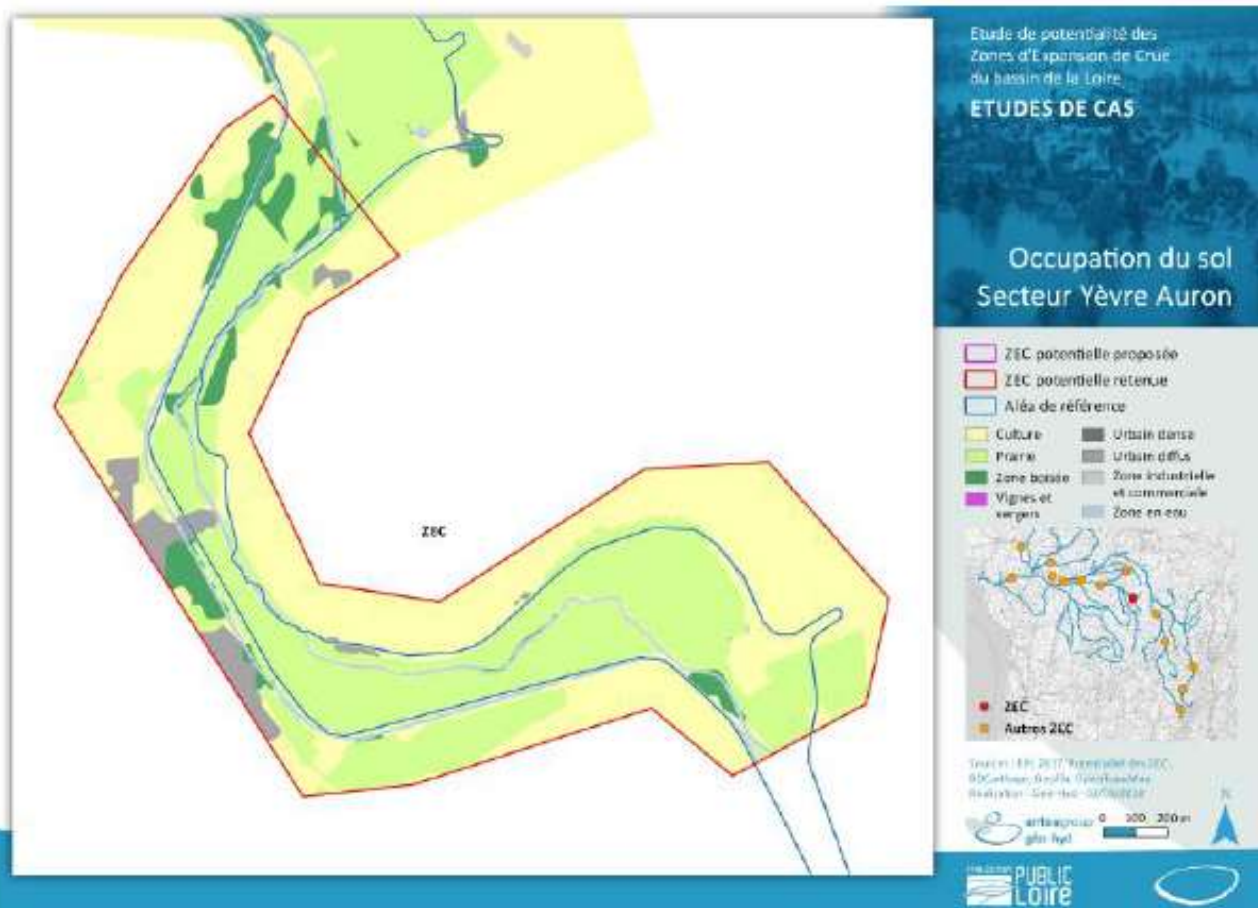 Etude de potentialité des
Zones d'Expansion de Crue
du bassin de la Loire
ETUDES DE CAS
Occupation du sol
Secteur Yèvre Auron
ZEC potentielle proposée
ZEC potentielle retenue
Aléa de référence
Culture
Prairie
Zone boisée
Vignes et
vergers
Urbain dense
Urbain diffus
Zone industrielle
et commerciale
Zone en eau
ZEC
ZEC
Autres ZEC
N
0 100 200 m
PUBLIC
LOIRE